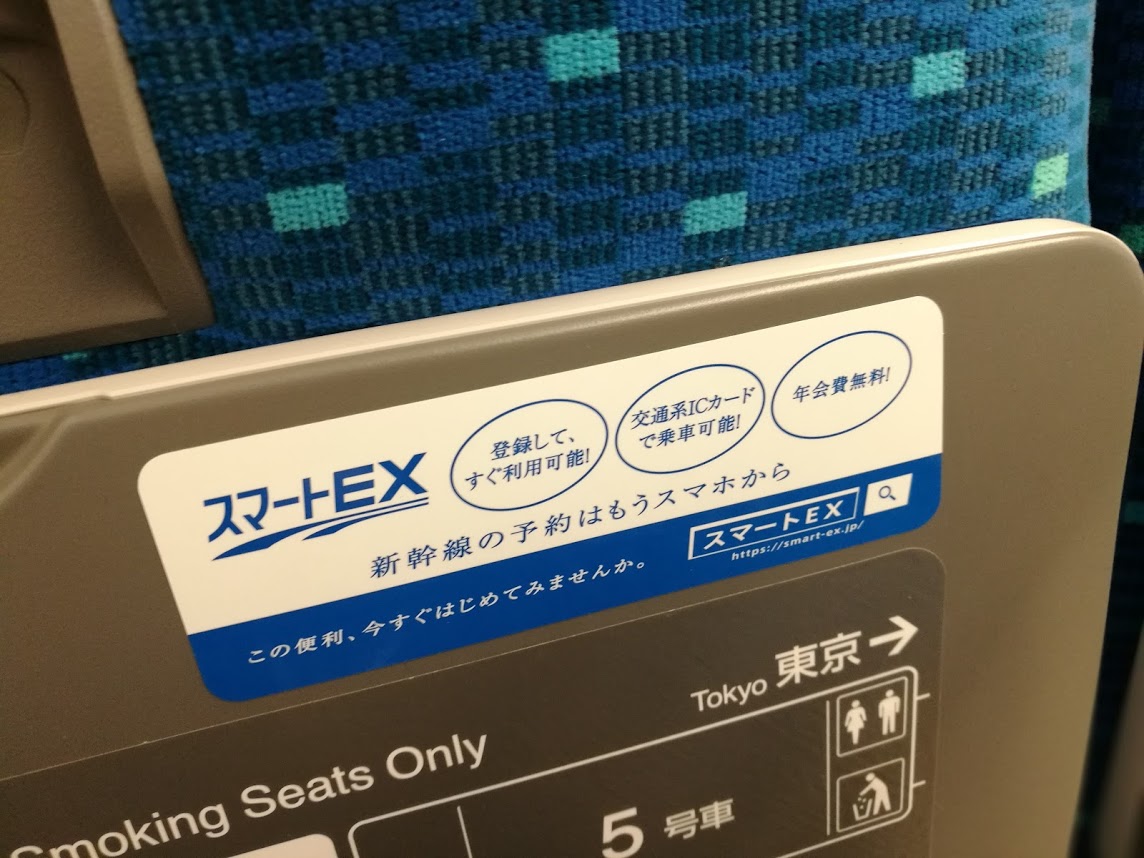 スマートEX
登録して、
すぐ利用可能!
交通系ICカード
で乗車可能!
年会費無料!
新幹線の予約はもうスマホから
この便利、今すぐはじめてみませんか。
スマートEX
https://smart-ex.jp/
Tokyo 東京
Smoking Seats Only
5 号車